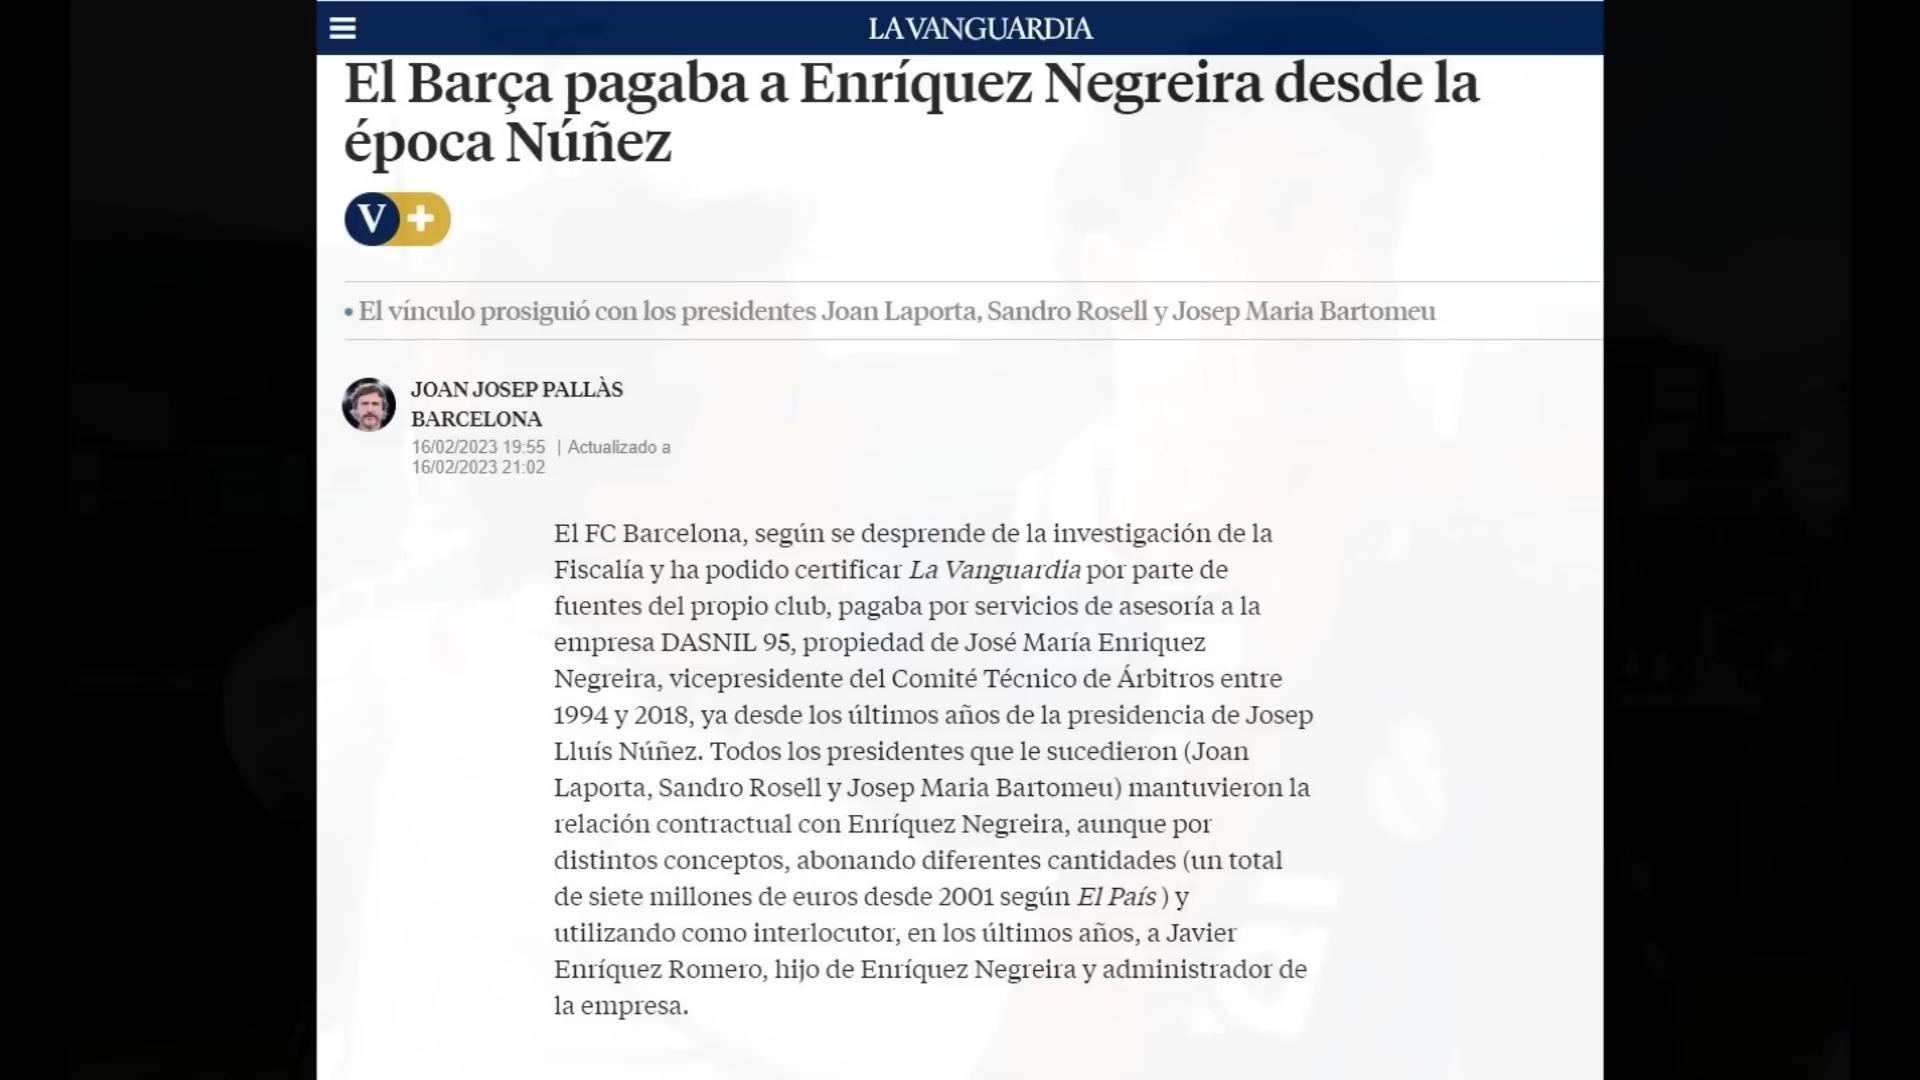 LA VANGUARDIA
El Barça pagaba a Enríquez Negreira desde la
época Núñez
V+
• El vínculo prosiguió con los presidentes Joan Laporta, Sandro Rosell y Josep Maria Bartomeu
JOAN JOSEP PALLÀS
BARCELONA
16/02/2023 19:55 | Actualizado a
16/02/2023 21:02
El FC Barcelona, según se desprende de la investigación de la
Fiscalía y ha podido certificar La Vanguardia por parte de
fuentes del propio club, pagaba por servicios de asesoría a la
empresa DASNIL 95, propiedad de José María Enriquez
Negreira, vicepresidente del Comité Técnico de Árbitros entre
1994 y 2018, ya desde los últimos años de la presidencia de Josep
Lluís Núñez. Todos los presidentes que le sucedieron (Joan
Laporta, Sandro Rosell y Josep Maria Bartomeu) mantuvieron la
relación contractual con Enríquez Negreira, aunque por
distintos conceptos, abonando diferentes cantidades (un total
de siete millones de euros desde 2001 según El País ) y
utilizando como interlocutor, en los últimos años, a Javier
Enríquez Romero, hijo de Enríquez Negreira y administrador de
la empresa.